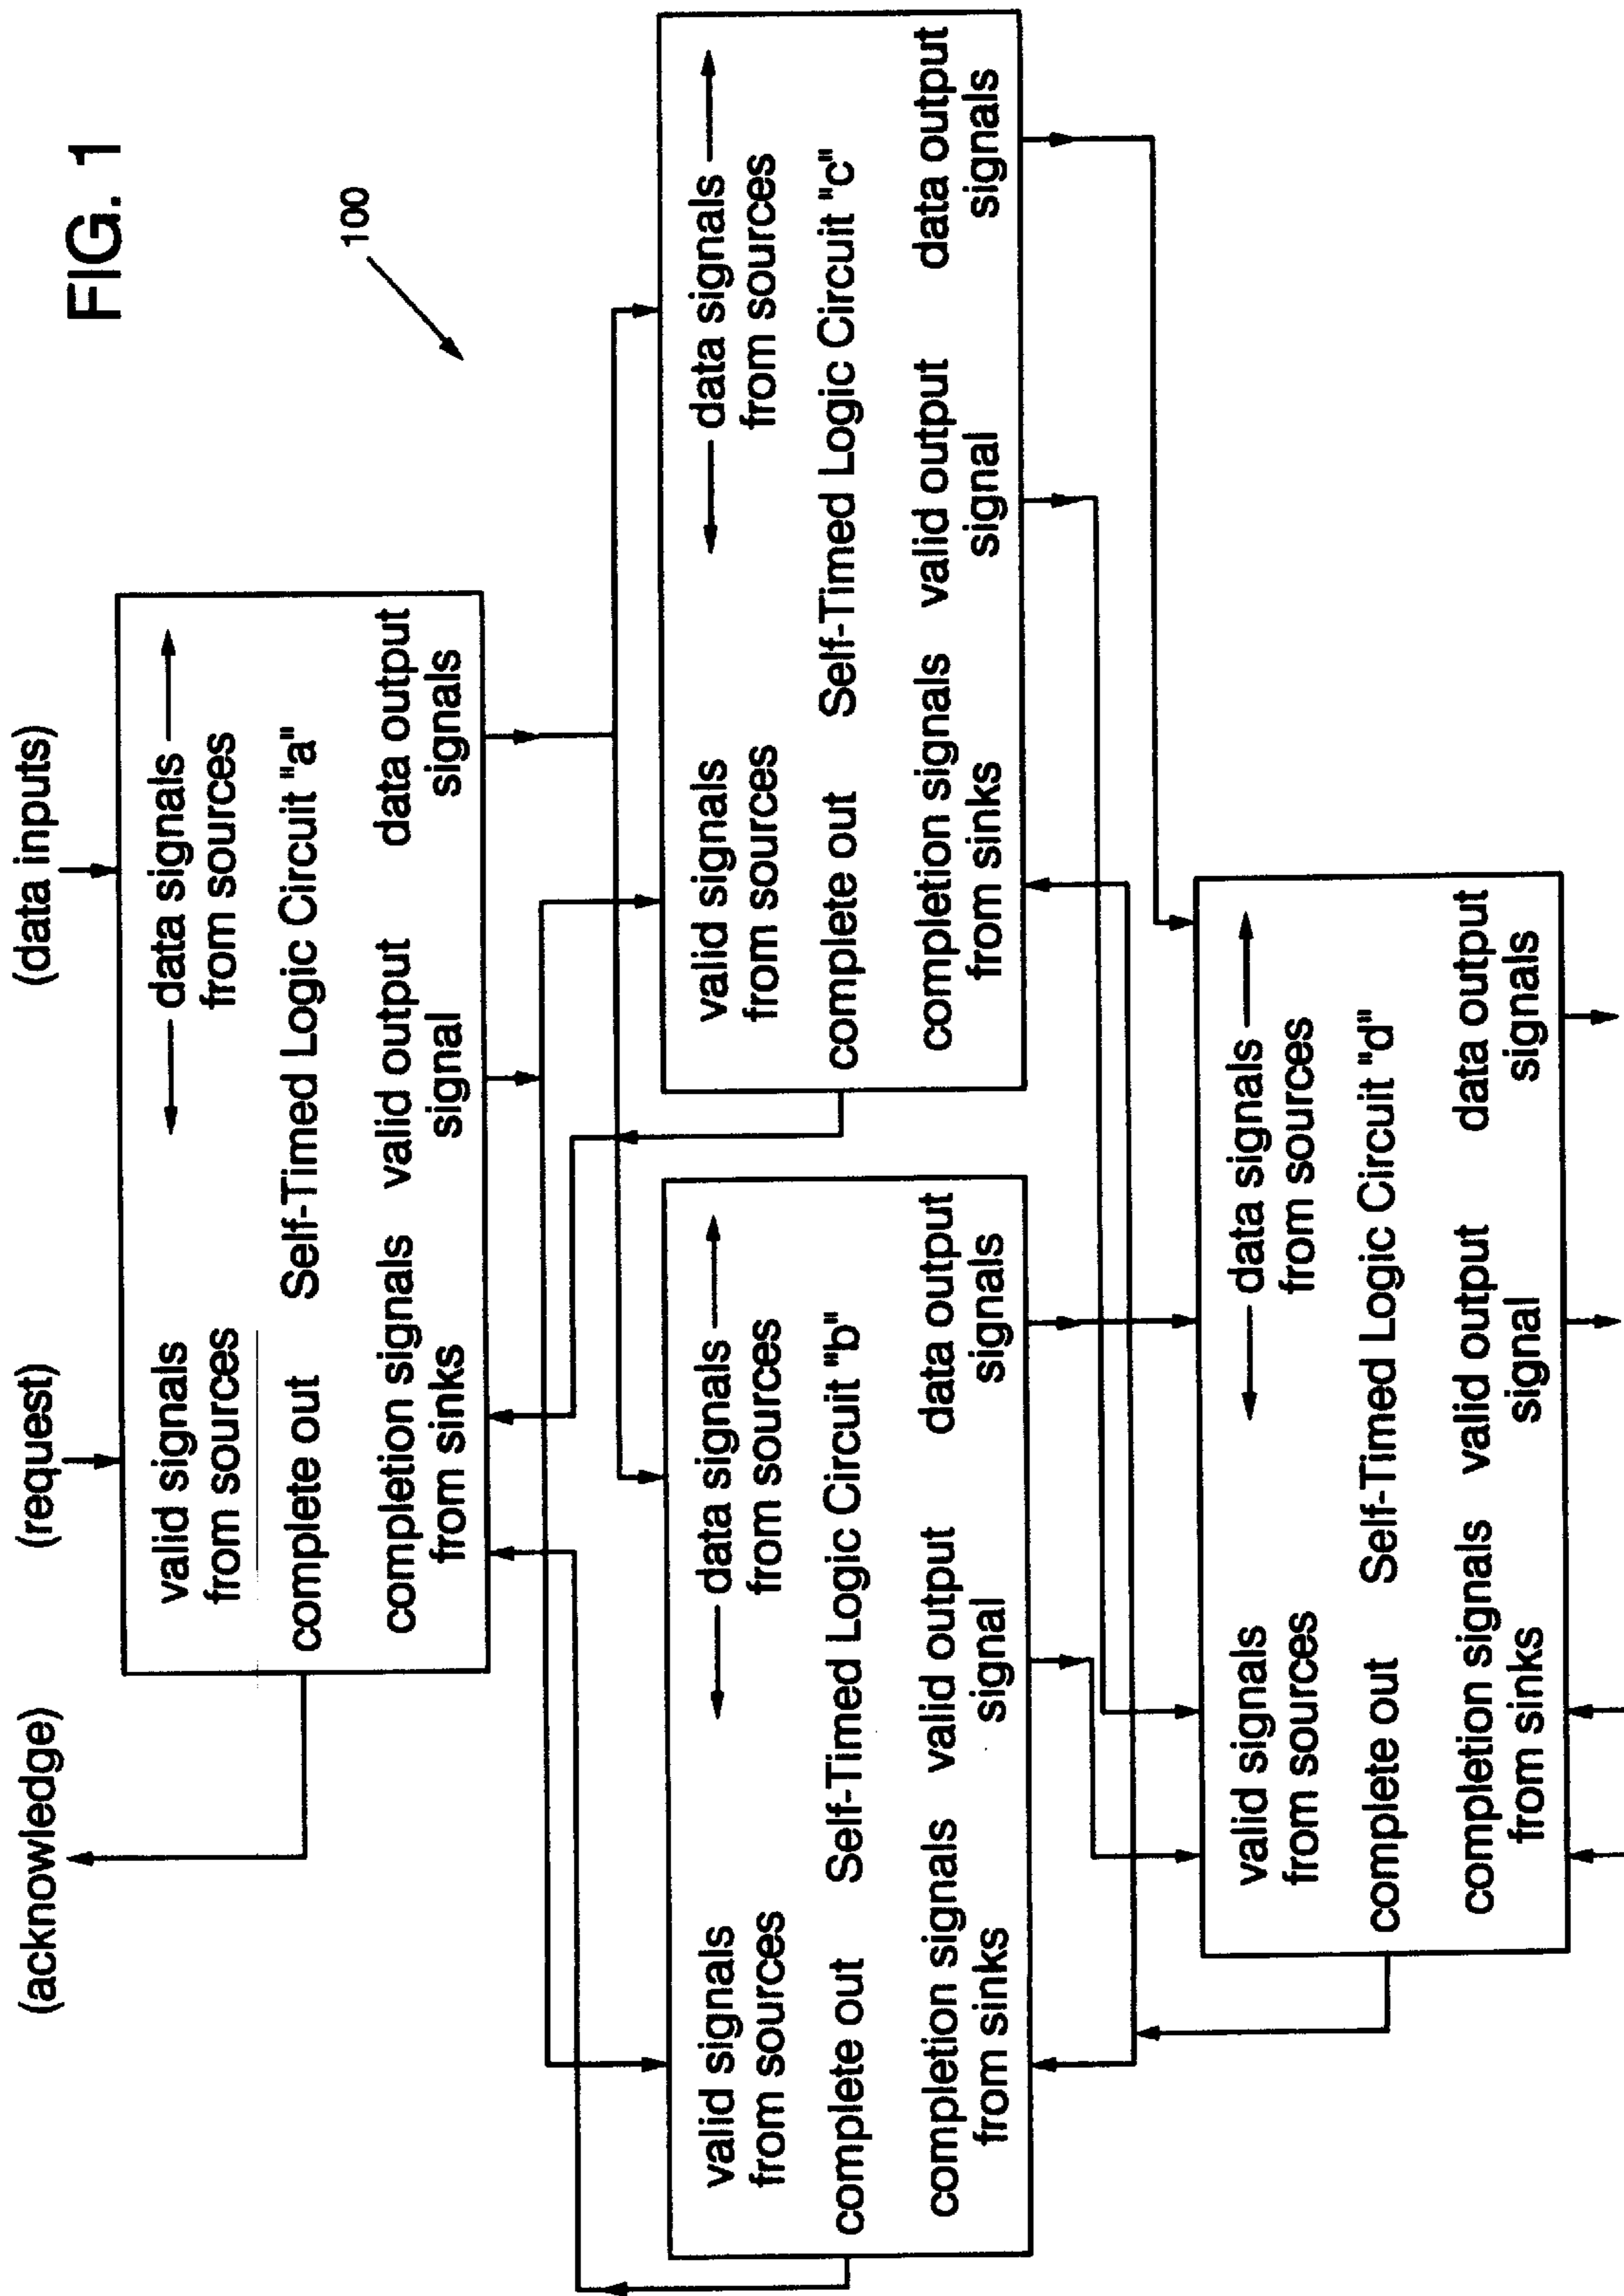 FIG. 1
100
(acknowledge)
(request)
(data inputs)
valid signals
from sources
data signals
from sources
complete out
Self-Timed Logic Circuit "a"
completion signals
from sinks
valid output
signal
data output
signals
valid signals
from sources
data signals
from sources
complete out
Self-Timed Logic Circuit "b"
completion signals
from sinks
valid output
signal
data output
signals
valid signals
from sources
data signals
from sources
complete out
Self-Timed Logic Circuit "c"
completion signals
from sinks
valid output
signal
data output
signals
valid signals
from sources
data signals
from sources
complete out
Self-Timed Logic Circuit "d"
completion signals
from sinks
valid output
signal
data output
signals